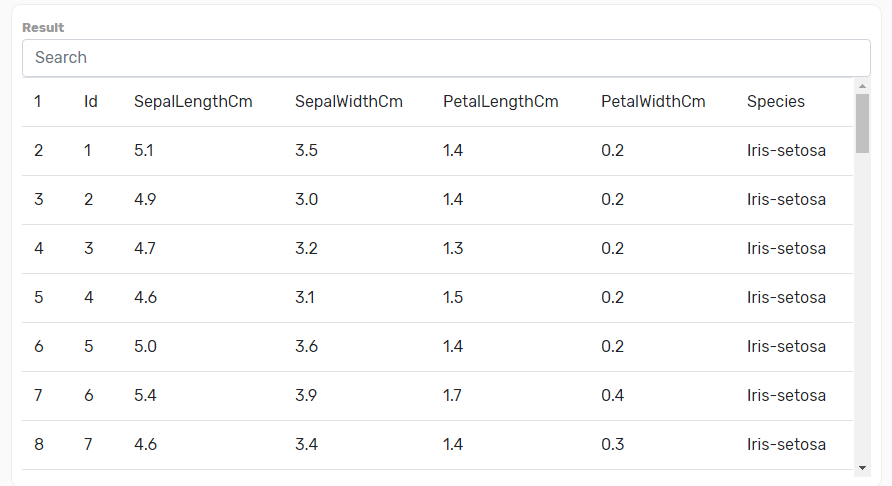 Result
Search
1 Id SepalLengthCm SepalWidthCm PetalLengthCm PetalWidthCm Species
2 1 5.1 3.5 1.4 0.2 Iris-setosa
3 2 4.9 3.0 1.4 0.2 Iris-setosa
4 3 4.7 3.2 1.3 0.2 Iris-setosa
5 4 4.6 3.1 1.5 0.2 Iris-setosa
6 5 5.0 3.6 1.4 0.2 Iris-setosa
7 6 5.4 3.9 1.7 0.4 Iris-setosa
8 7 4.6 3.4 1.4 0.3 Iris-setosa